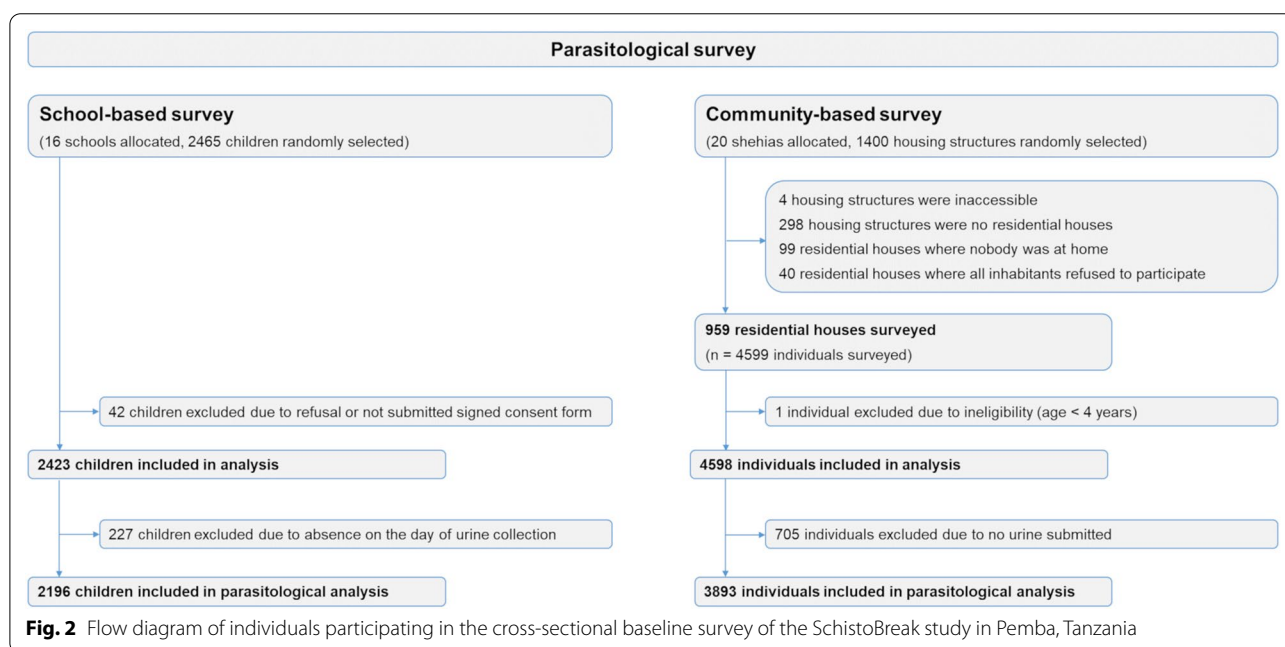 Parasitological survey
School-based survey
(16 schools allocated, 2465 children randomly selected)
42 children excluded due to refusal or not submitted signed consent form
2423 children included in analysis
227 children excluded due to absence on the day of urine collection
2196 children included in parasitological analysis
Community-based survey
(20 shehias allocated, 1400 housing structures randomly selected)
4 housing structures were inaccessible
298 housing structures were no residential houses
99 residential houses where nobody was at home
40 residential houses where all inhabitants refused to participate
959 residential houses surveyed
(n = 4599 individuals surveyed)
1 individual excluded due to ineligibility (age < 4 years)
4598 individuals included in analysis
705 individuals excluded due to no urine submitted
3893 individuals included in parasitological analysis
Fig. 2 Flow diagram of individuals participating in the cross-sectional baseline survey of the SchistoBreak study in Pemba, Tanzania